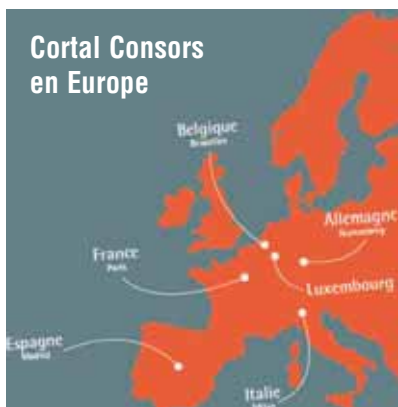 Cortal Consors
en Europe
Belgique
Bruxelles
Allemagne
Nuremberg
France
Paris
Luxembourg
Espagne
Madrid
Italie